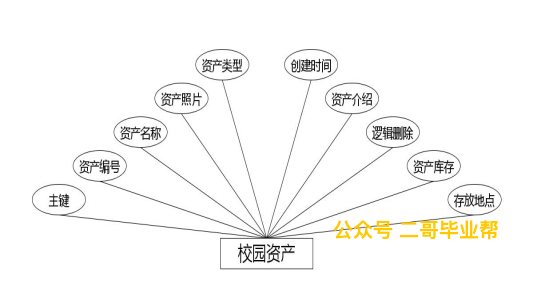 资产类型
创建时间
资产照片
资产介绍
资产名称
逻辑删除
资产编号
资产库存
主键
存放地点
公众号 二哥毕业帮
校园资产